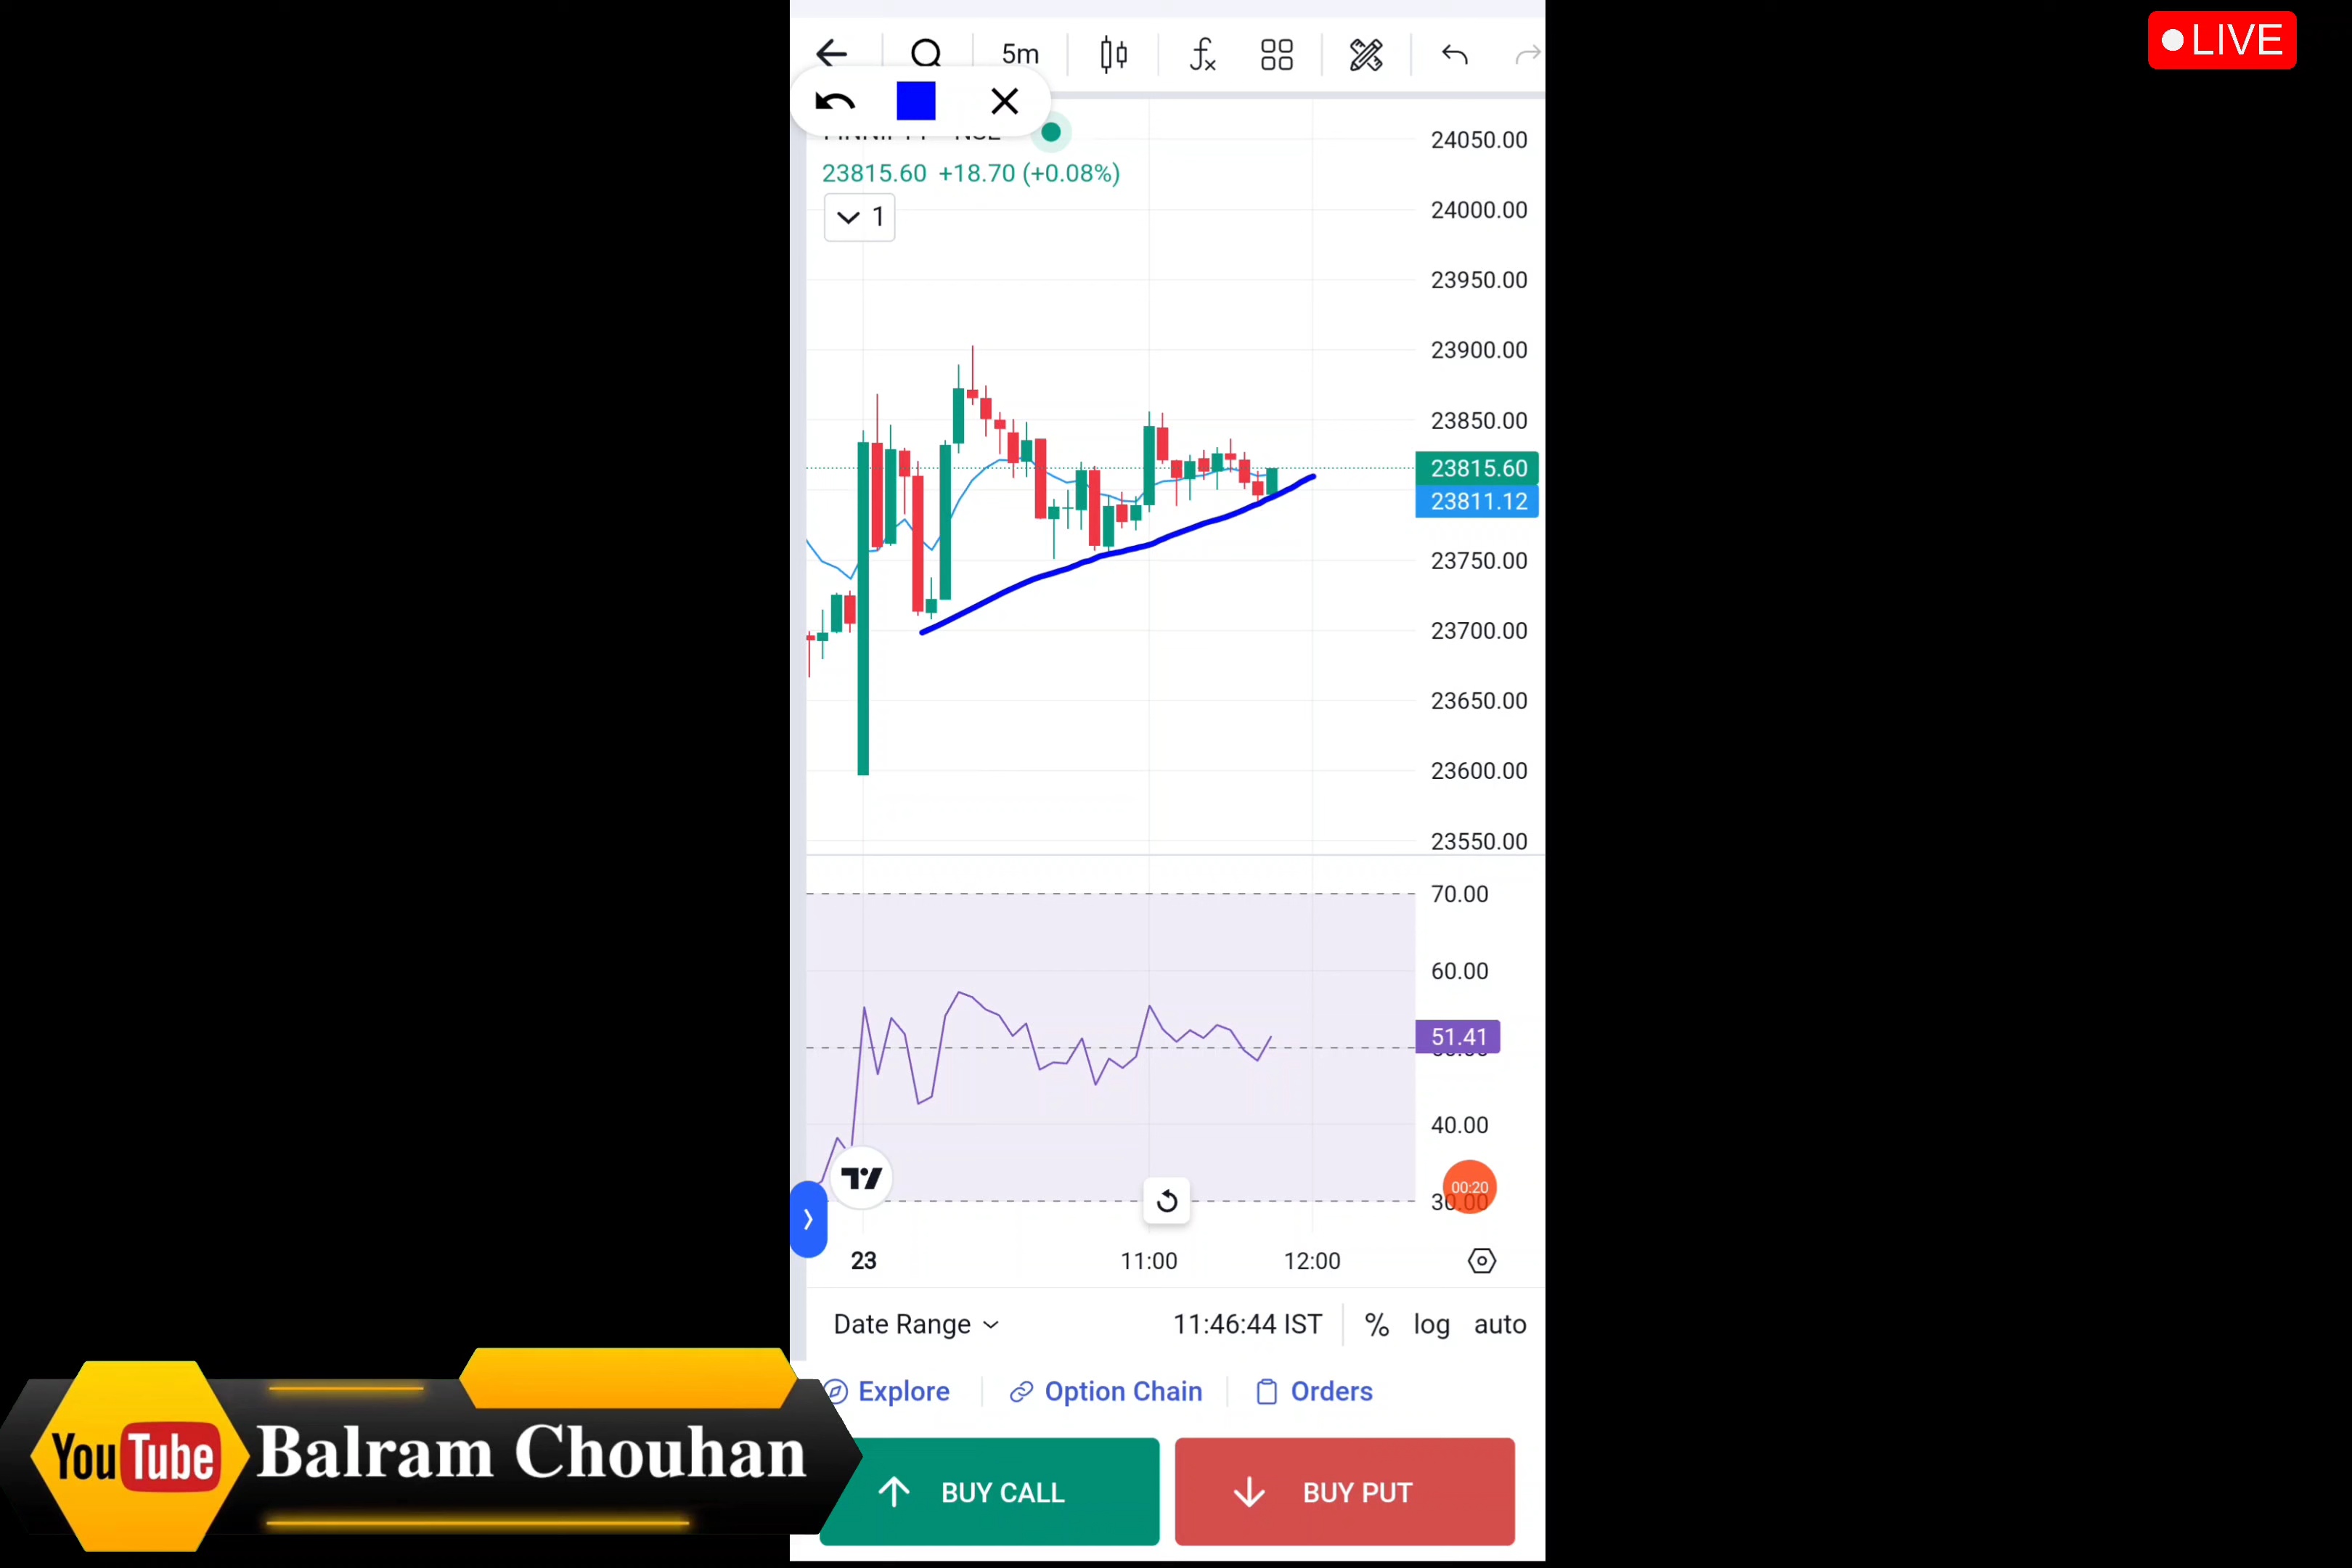 LIVE
5m
23815.60 +18.70 (+0.08%)
1
24050.00
24000.00
23950.00
23900.00
23850.00
23815.60
23811.12
23750.00
23700.00
23650.00
23600.00
23550.00
70.00
60.00
51.41
40.00
00:20
30.00
23 11:00 12:00
Date Range 11:46:44 IST % log auto
Explore Option Chain Orders
YouTube Balram Chouhan
BUY CALL BUY PUT